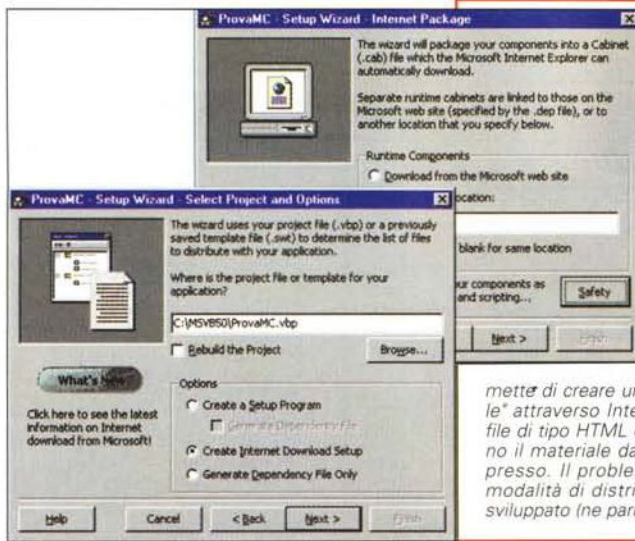 ProvaMC - Setup Wizard - Internet Package
The wizard will package your components into a Cabinet
(.cab) file which the Microsoft Internet Explorer can
automatically download.
Separate runtime cabinets are linked to those on the
Microsoft web site (specified by the .dep file), or to
another location that you specify below.
Runtime Components
Download from the Microsoft web site
location:
blank for same location
components as
and scripting...
Safety
Next >
Finish
ProvaMC - Setup Wizard - Select Project and Options
The wizard uses your project file (.vbp) or a previously
saved template file (.swt) to determine the list of files
to distribute with your application.
Where is the project file or template for your
application?
C:\MSVB50\ProvaMC.vbp
Rebuild the Project
Browse...
What's New
Click here to see the latest
information on Internet
download from Microsoft!
Options
Create a Setup Program
Generate Dependency File
Create Internet Download Setup
Generate Dependency File Only
Help
Cancel
< Back
Next >
Finish
mette di creare un
le" attraverso Inte
file di tipo HTML
no il materiale da
presso. Il proble
modalità di distri
sviluppato (ne parl